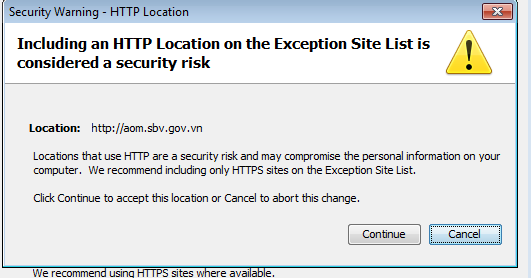 Security Warning - HTTP Location
Including an HTTP Location on the Exception Site List is
considered a security risk
Location: http://aom.sbv.gov.vn
Locations that use HTTP are a security risk and may compromise the personal information on your
computer. We recommend including only HTTPS sites on the Exception Site List.
Click Continue to accept this location or Cancel to abort this change.
Continue Cancel
We recommend using HTTPS sites where available.